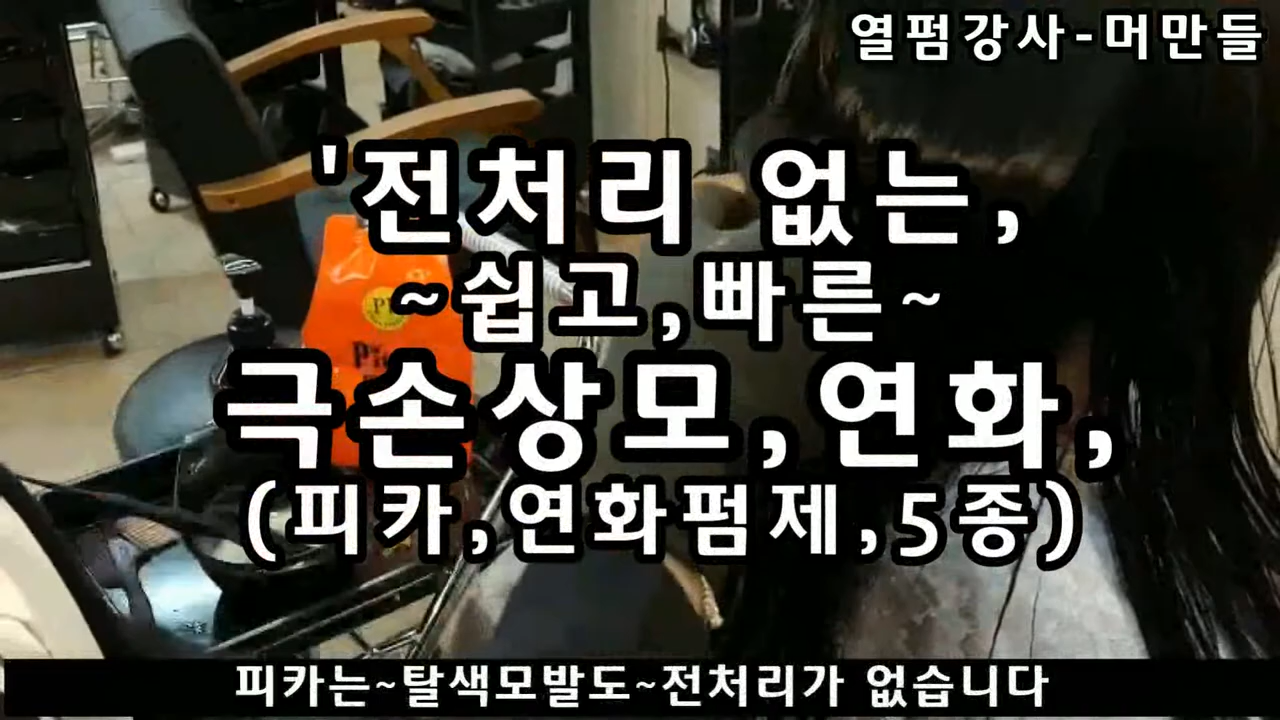 열펌강사-머만들
'전처리 없는,
~쉽고,빠른~
극손상모,연화,
(피카,연화펌제,5종)
피카는~탈색모발도~전처리가 없습니다